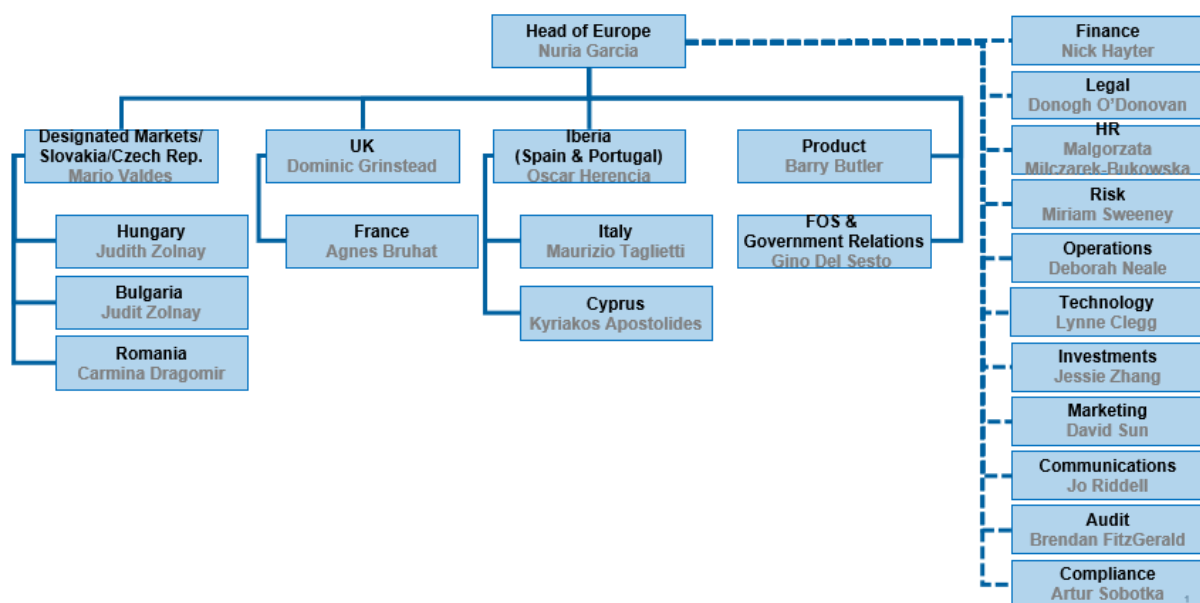 Head of Europe
Nuria Garcia
Designated Markets/
Slovakia/Czech Rep.
Mario Valdes
Hungary
Judith Zolnay
Bulgaria
Judit Zolnay
Romania
Carmina Dragomir
UK
Dominic Grinstead
France
Agnes Bruhat
Iberia
(Spain & Portugal)
Oscar Herencia
Italy
Maurizio Taglietti
Cyprus
Kyriakos Apostolides
Product
Barry Butler
FOS &
Government Relations
Gino Del Sesto
Finance
Nick Hayter
Legal
Donogh O’Donovan
HR
Malgorzata
Milczarek-Bukowska
Risk
Miriam Sweeney
Operations
Deborah Neale
Technology
Lynne Clegg
Investments
Jessie Zhang
Marketing
David Sun
Communications
Jo Riddell
Audit
Brendan FitzGerald
Compliance
Artur Sobotka
1